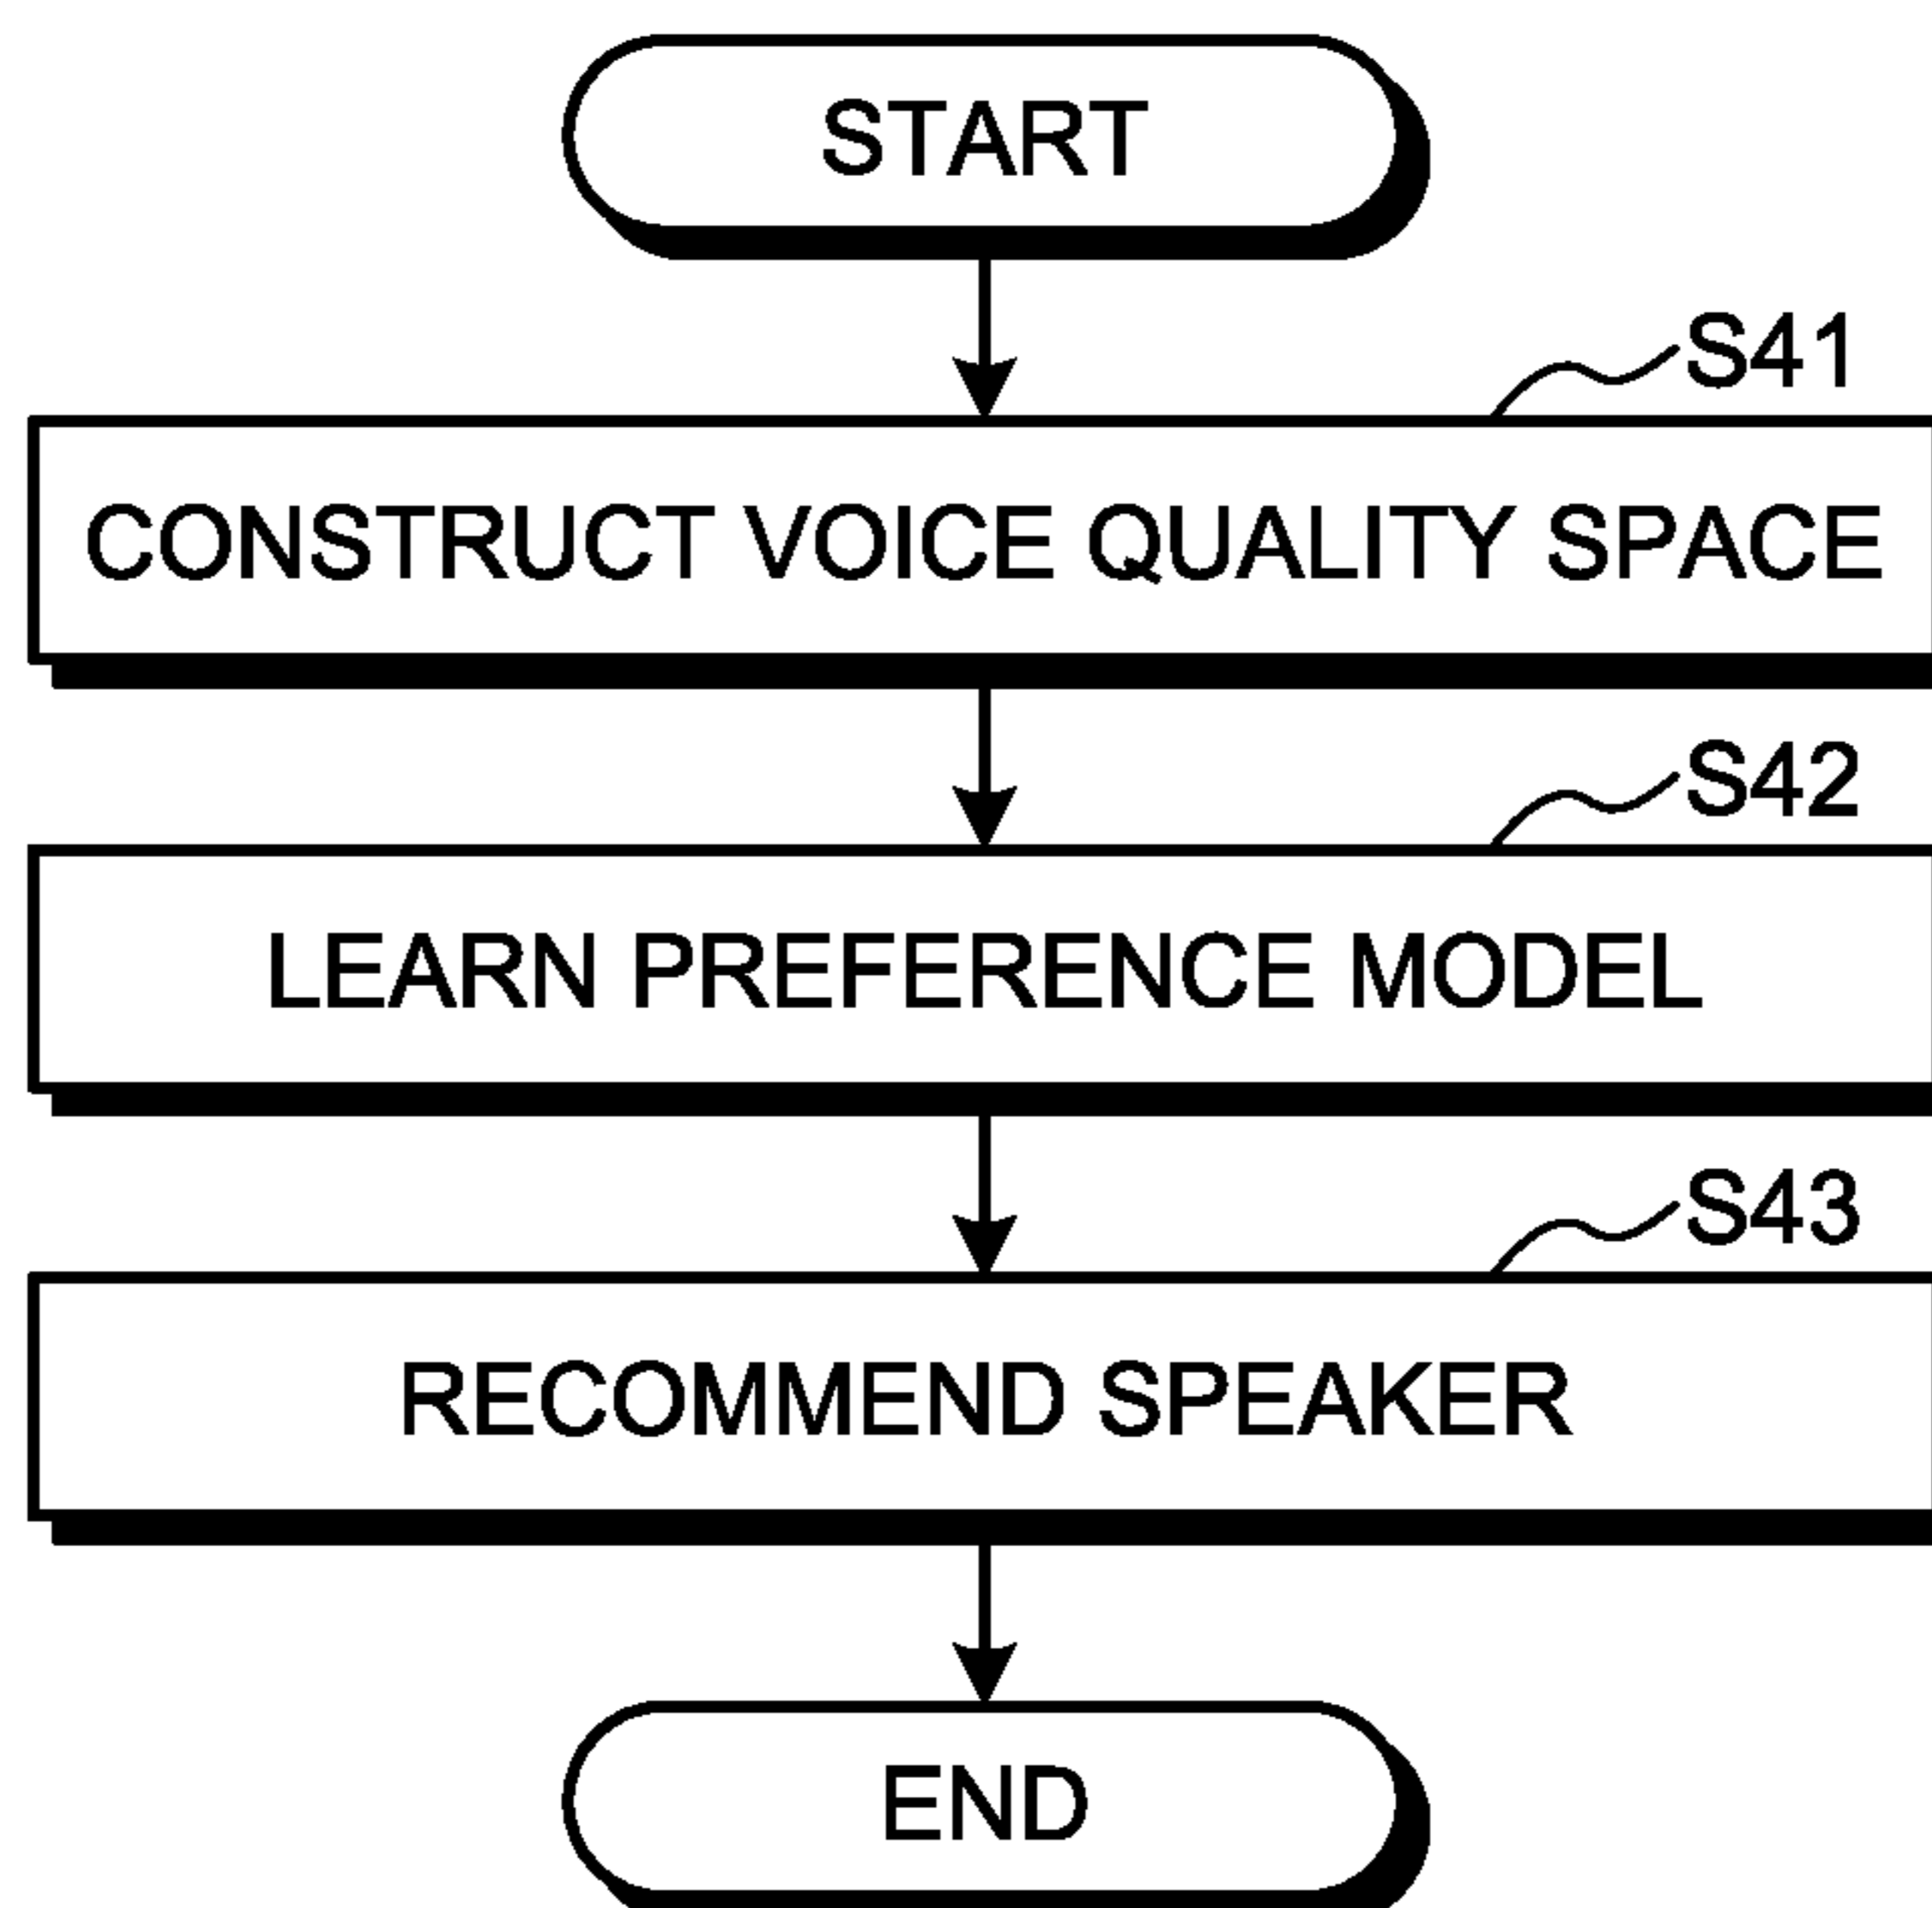 START
S41
CONSTRUCT VOICE QUALITY SPACE
S42
LEARN PREFERENCE MODEL
S43
RECOMMEND SPEAKER
END